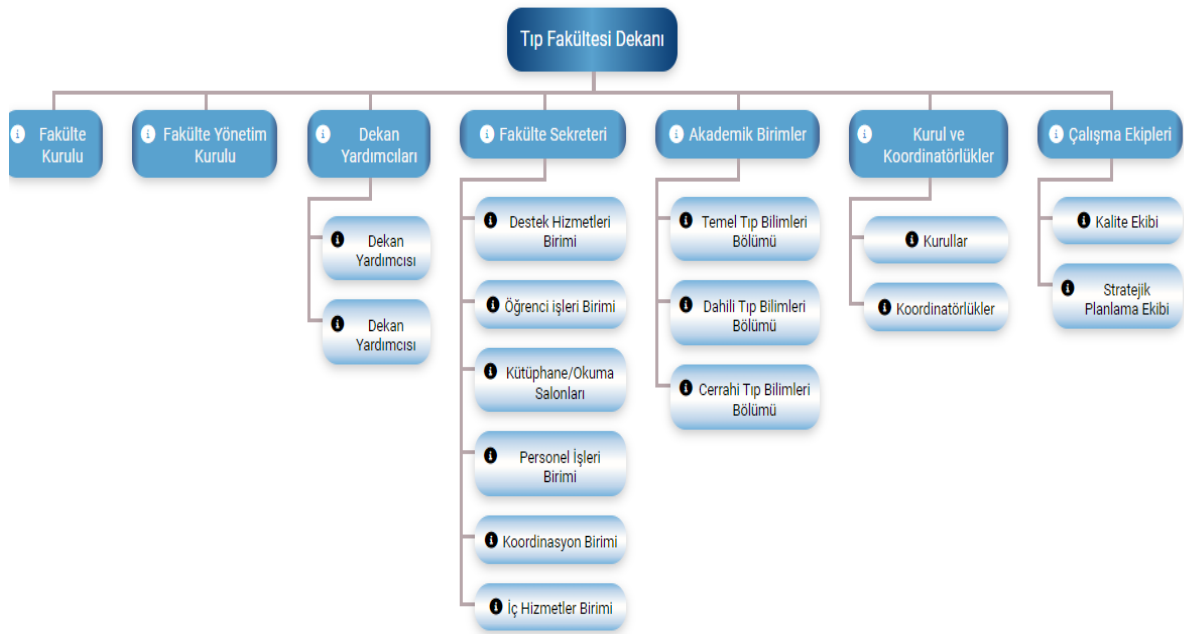 Tıp Fakültesi Dekanı
Fakülte
Kurulu
Fakülte Yönetim
Kurulu
Dekan
Yardımcıları
Dekan
Yardımcısı
Dekan
Yardımcısı
Fakülte Sekreteri
Destek Hizmetleri
Birimi
Öğrenci işleri Birimi
Kütüphane/Okuma
Salonları
Personel İşleri
Birimi
Koordinasyon Birimi
İç Hizmetler Birimi
Akademik Birimler
Temel Tıp Bilimleri
Bölümü
Dahili Tıp Bilimleri
Bölümü
Cerrahi Tıp Bilimleri
Bölümü
Kurul ve
Koordinatörlükler
Kurullar
Koordinatörlükler
Çalışma Ekipleri
Kalite Ekibi
Stratejik
Planlama Ekibi